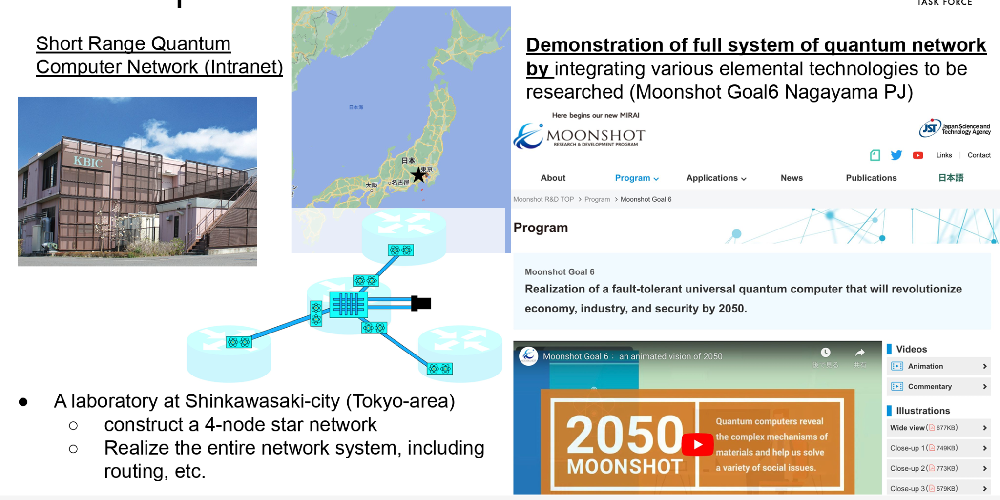 TASK FORCE
Short Range Quantum
Computer Network (Intranet)
KBIC
日本海
日本
東京
大阪
名古屋
Demonstration of full system of quantum network
by integrating various elemental technologies to be
researched (Moonshot Goal6 Nagayama PJ)
Here begins our new MIRAI
MOONSHOT
RESEARCH & DEVELOPMENT PROGRAM
JST Japan Science and
Technology Agency
Links | Contact
About Program Applications News Publications 日本語
Moonshot R&D TOP > Program > Moonshot Goal 6
Program
Moonshot Goal 6
Realization of a fault-tolerant universal quantum computer that will revolutionize
economy, industry, and security by 2050.
Moonshot Goal 6： an animated vision of 2050
後で見る 共有
2050
MOONSHOT
Quantum computers reveal
the complex mechanisms of
materials and help us solve
a variety of social issues.
Videos
Animation
Commentary
Illustrations
Wide view (677KB)
Close-up 1 (749KB)
Close-up 2 (773KB)
Close-up 3 (579KB)
● A laboratory at Shinkawasaki-city (Tokyo-area)
○ construct a 4-node star network
○ Realize the entire network system, including
routing, etc.